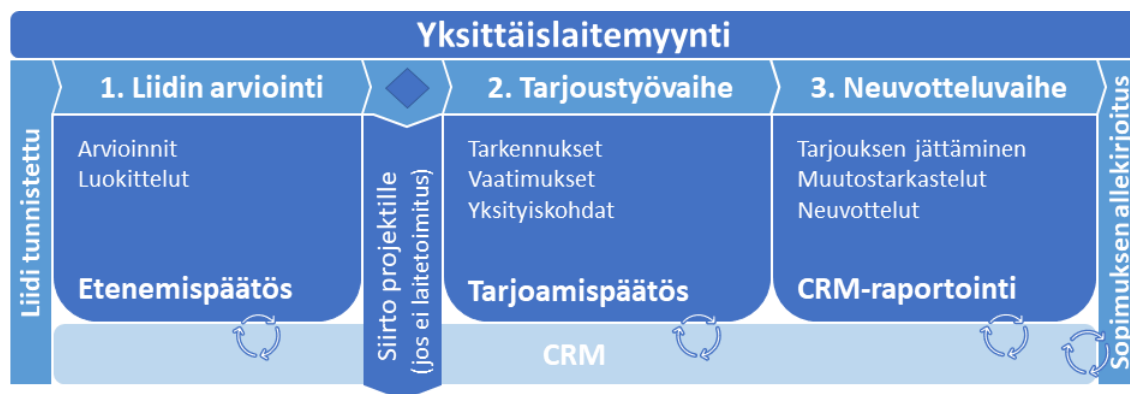 Yksittäislaitemyynti
Liidi tunnistettu
1. Liidin arviointi
Arvioinnit
Luokittelut
Etenemispäätös
Siirto projektille
(jos ei laitetoimitus)
2. Tarjoustyövaihe
Tarkennukset
Vaatimukset
Yksityiskohdat
Tarjoamispäätös
3. Neuvotteluvaihe
Tarjouksen jättäminen
Muutostarkastelut
Neuvottelut
CRM-raportointi
Sopimuksen allekirjoitus
CRM